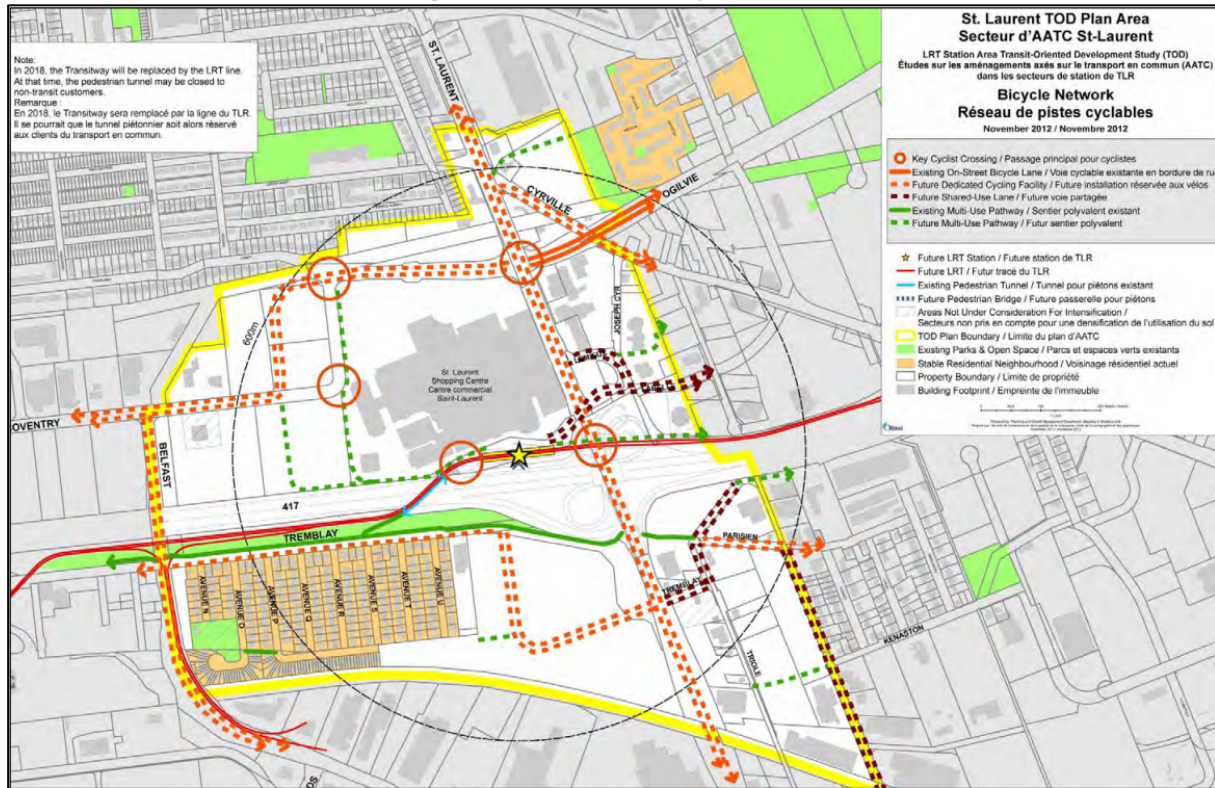 St. Laurent TOD Plan Area
Secteur d'AATC St-Laurent
LRT Station Area Transit-Oriented Development Study (TOD)
Études sur les aménagements axés sur le transport en commun (AATC)
dans les secteurs de station de TLR
Bicycle Network
Réseau de pistes cyclables
November 2012 / Novembre 2012
Note:
In 2018, the Transitway will be replaced by the LRT line.
At that time, the pedestrian tunnel may be closed to
non-transit customers.
Remarque :
En 2018, le Transitway sera remplacé par la ligne du TLR.
Il se pourrait que le tunnel piétonnier soit alors réservé
aux clients du transport en commun.
Key Cyclist Crossing / Passage principal pour cyclistes
Existing On-Street Bicycle Lane / Voie cyclable existante en bordure de ru
Future Dedicated Cycling Facility / Future installation réservée aux vélos
Future Shared-Use Lane / Future voie partagée
Existing Multi-Use Pathway / Sentier polyvalent existant
Future Multi-Use Pathway / Futur sentier polyvalent
Future LRT Station / Future station de TLR
Future LRT / Futur tracé du TLR
Existing Pedestrian Tunnel / Tunnel pour piétons existant
Future Pedestrian Bridge / Future passerelle pour piétons
Areas Not Under Consideration For Intensification /
Secteurs non pris en compte pour une densification de l'utilisation du sol
TOD Plan Boundary / Limite du plan d'AATC
Existing Parks & Open Space / Parcs et espaces verts existants
Stable Residential Neighbourhood / Voisinage résidentiel actuel
Property Boundary / Limite de propriété
Building Footprint / Empreinte de l'immeuble
ST. LAURENT
CYRVILLE
OGILVIE
600m
JOSEPH CYR
St. Laurent
Shopping Centre
Centre commercial
Saint-Laurent
COVENTRY
BELFAST
417
TREMBLAY
PARISIEN
TREMBLAY
AVENUE N
AVENUE O
AVENUE P
AVENUE Q
AVENUE R
AVENUE S
AVENUE T
AVENUE U
TRIOLE
KENASTON